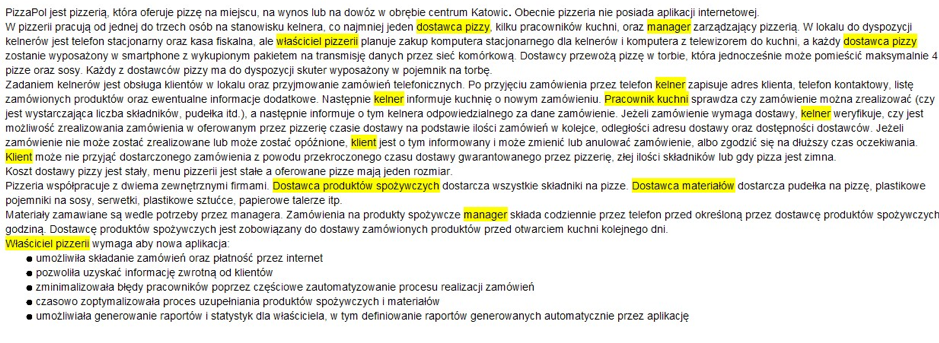 PizzaPol jest pizzerią, która oferuje pizzę na miejscu, na wynos lub na dowóz w obrębie centrum Katowic. Obecnie pizzeria nie posiada aplikacji internetowej.
W pizzerii pracują od jednej do trzech osób na stanowisku kelnera, co najmniej jeden dostawca pizzy, kilku pracowników kuchni, oraz manager zarządzający pizzerią. W lokalu do dyspozycji
kelnerów jest telefon stacjonarny oraz kasa fiskalna, ale właściciel pizzerii planuje zakup komputera stacjonarnego dla kelnerów i komputera z telewizorem do kuchni, a każdy dostawca pizzy
zostanie wyposażony w smartphone z wykupionym pakietem na transmisję danych przez sieć komórkową. Dostawcy przewożą pizzę w torbie, która jednocześnie może pomieścić maksymalnie 4
pizze oraz sosy. Każdy z dostawców pizzy ma do dyspozycji skuter wyposażony w pojemnik na torbę.
Zadaniem kelnerów jest obsługa klientów w lokalu oraz przyjmowanie zamówień telefonicznych. Po przyjęciu zamówienia przez telefon kelner zapisuje adres klienta, telefon kontaktowy, listę
zamówionych produktów oraz ewentualne informacje dodatkowe. Następnie kelner informuje kuchnię o nowym zamówieniu. Pracownik kuchni sprawdza czy zamówienie można zrealizować (czy
jest wystarczająca liczba składników, pudełka itd.), a następnie informuje o tym kelnera odpowiedzialnego za dane zamówienie. Jeżeli zamówienie wymaga dostawy, kelner weryfikuje, czy jest
możliwość zrealizowania zamówienia w oferowanym przez pizzerię czasie dostawy na podstawie ilości zamówień w kolejce, odległości adresu dostawy oraz dostępności dostawców. Jeżeli
zamówienie nie może zostać zrealizowane lub może zostać opóźnione, klient jest o tym informowany i może zmienić lub anulować zamówienie, albo zgodzić się na dłuższy czas oczekiwania.
Klient może nie przyjąć dostarczonego zamówienia z powodu przekroczonego czasu dostawy gwarantowanego przez pizzerię, złej ilości składników lub gdy pizza jest zimna.
Koszt dostawy pizzy jest stały, menu pizzerii jest stałe a oferowane pizze mają jeden rozmiar.
Pizzeria współpracuje z dwiema zewnętrznymi firmami. Dostawca produktów spożywczych dostarcza wszystkie składniki na pizze. Dostawca materiałów dostarcza pudełka na pizzę, plastikowe
pojemniki na sosy, serwetki, plastikowe sztućce, papierowe talerze itp.
Materiały zamawiane są wedle potrzeby przez managera. Zamówienia na produkty spożywcze manager składa codziennie przez telefon przed określoną przez dostawcę produktów spożywczych
godziną. Dostawcę produktów spożywczych jest zobowiązany do dostawy zamówionych produktów przed otwarciem kuchni kolejnego dni.
Właściciel pizzerii wymaga aby nowa aplikacja:
● umożliwiła składanie zamówień oraz płatność przez internet
● pozwoliła uzyskać informację zwrotną od klientów
● zminimalizowała błędy pracowników poprzez częściowe zautomatyzowanie procesu realizacji zamówień
● czasowo zoptymalizowała proces uzupełniania produktów spożywczych i materiałów
● umożliwiała generowanie raportów i statystyk dla właściciela, w tym definiowanie raportów generowanych automatycznie przez aplikację